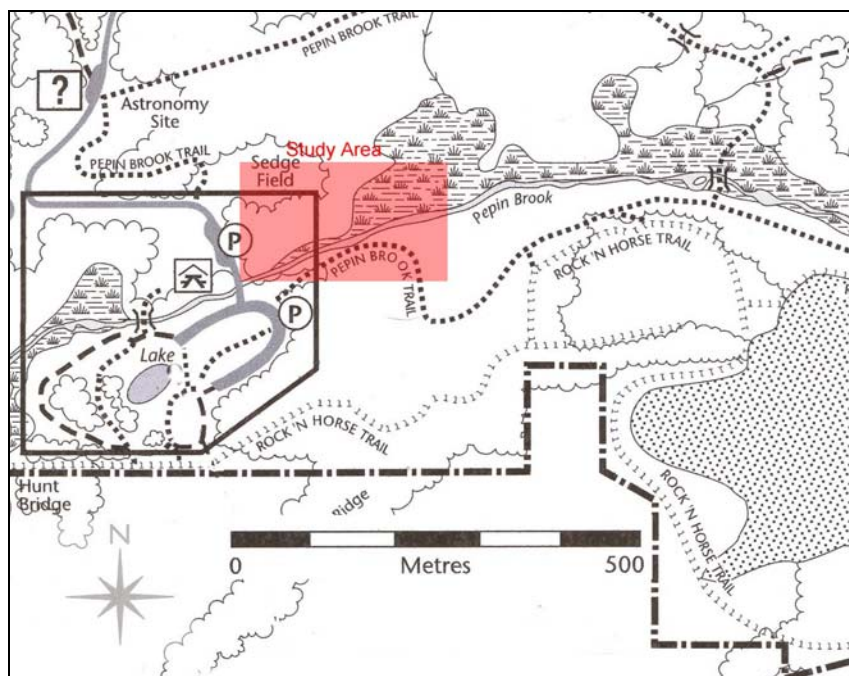 PEPIN BROOK TRAIL
?
Astronomy
Site
PEPIN BROOK TRAIL
Study Area
Sedge
Field
Pepin Brook
P
PEPIN BROOK TRAIL
ROCK 'N HORSE TRAIL
P
Lake
ROCK 'N HORSE TRAIL
ROCK 'N HORSE TRAIL
Hunt
Bridge
Ridge
N
0
Metres
500